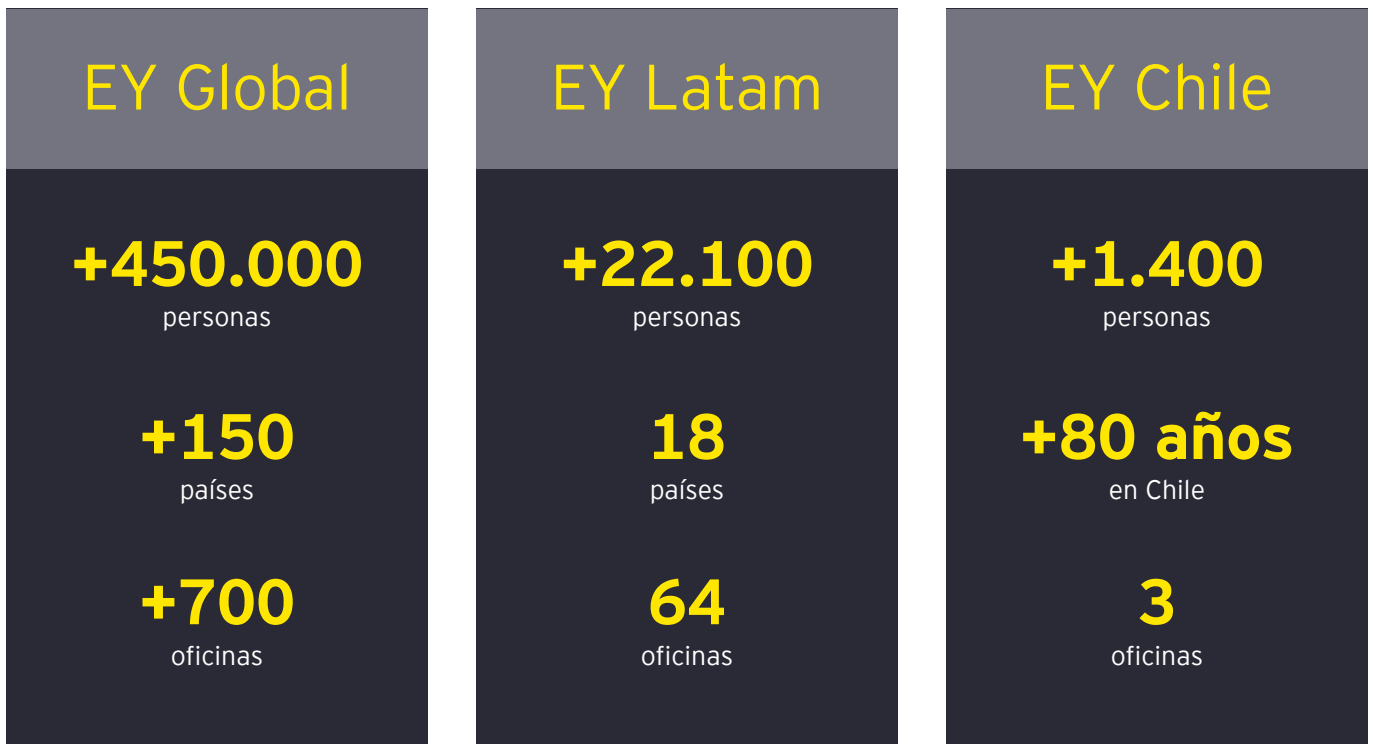 EY Global
+450.000
personas
+150
países
+700
oficinas
EY Latam
+22.100
personas
18
países
64
oficinas
EY Chile
+1.400
personas
+80 años
en Chile
3
oficinas